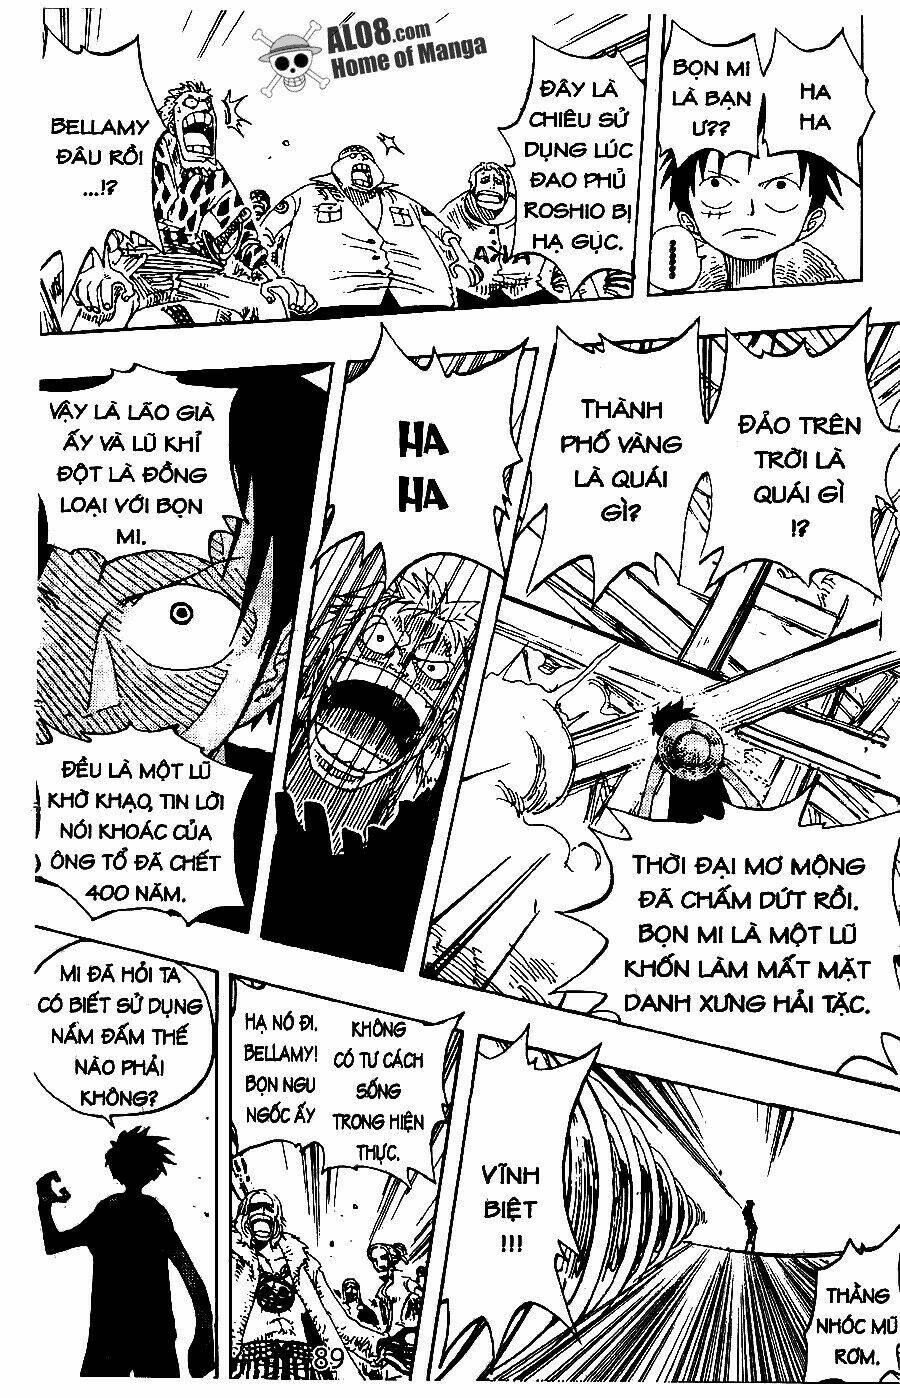 AL08.com
Home of Manga
HA
HA
BỌN MI
LÀ BẠN
Ư??
......
ĐÂY LÀ
CHIÊU SỬ
DỤNG LÚC
ĐAO PHỦ
ROSHIO BỊ
HẠ GỤC.
BELLAMY
ĐÂU RỒI
...!?
ĐẢO TRÊN
TRỜI LÀ
QUÁI GÌ
!?
THÀNH
PHỐ VÀNG
LÀ QUÁI
GÌ?
HA
HA
VẬY LÀ LÃO GIÀ
ẤY VÀ LŨ KHỈ
ĐỘT LÀ ĐỒNG
LOẠI VỚI BỌN
MI.
THỜI ĐẠI MƠ MỘNG
ĐÃ CHẤM DỨT RỒI.
BỌN MI LÀ MỘT LŨ
KHỐN LÀM MẤT MẶT
DANH XƯNG HẢI TẶC.
ĐỀU LÀ MỘT LŨ
KHỜ KHẠO, TIN LỜI
NÓI KHOÁC CỦA
ÔNG TỔ ĐÃ CHẾT
400 NĂM.
THẰNG
NHÓC MŨ
RƠM.
VĨNH
BIỆT
!!!
KHÔNG
CÓ TƯ CÁCH
SỐNG
TRONG HIỆN
THỰC.
HẠ NÓ ĐI,
BELLAMY!
BỌN NGU
NGỐC ẤY
MI ĐÃ HỎI TA
CÓ BIẾT SỬ DỤNG
NẮM ĐẤM THẾ
NÀO PHẢI
KHÔNG?
89